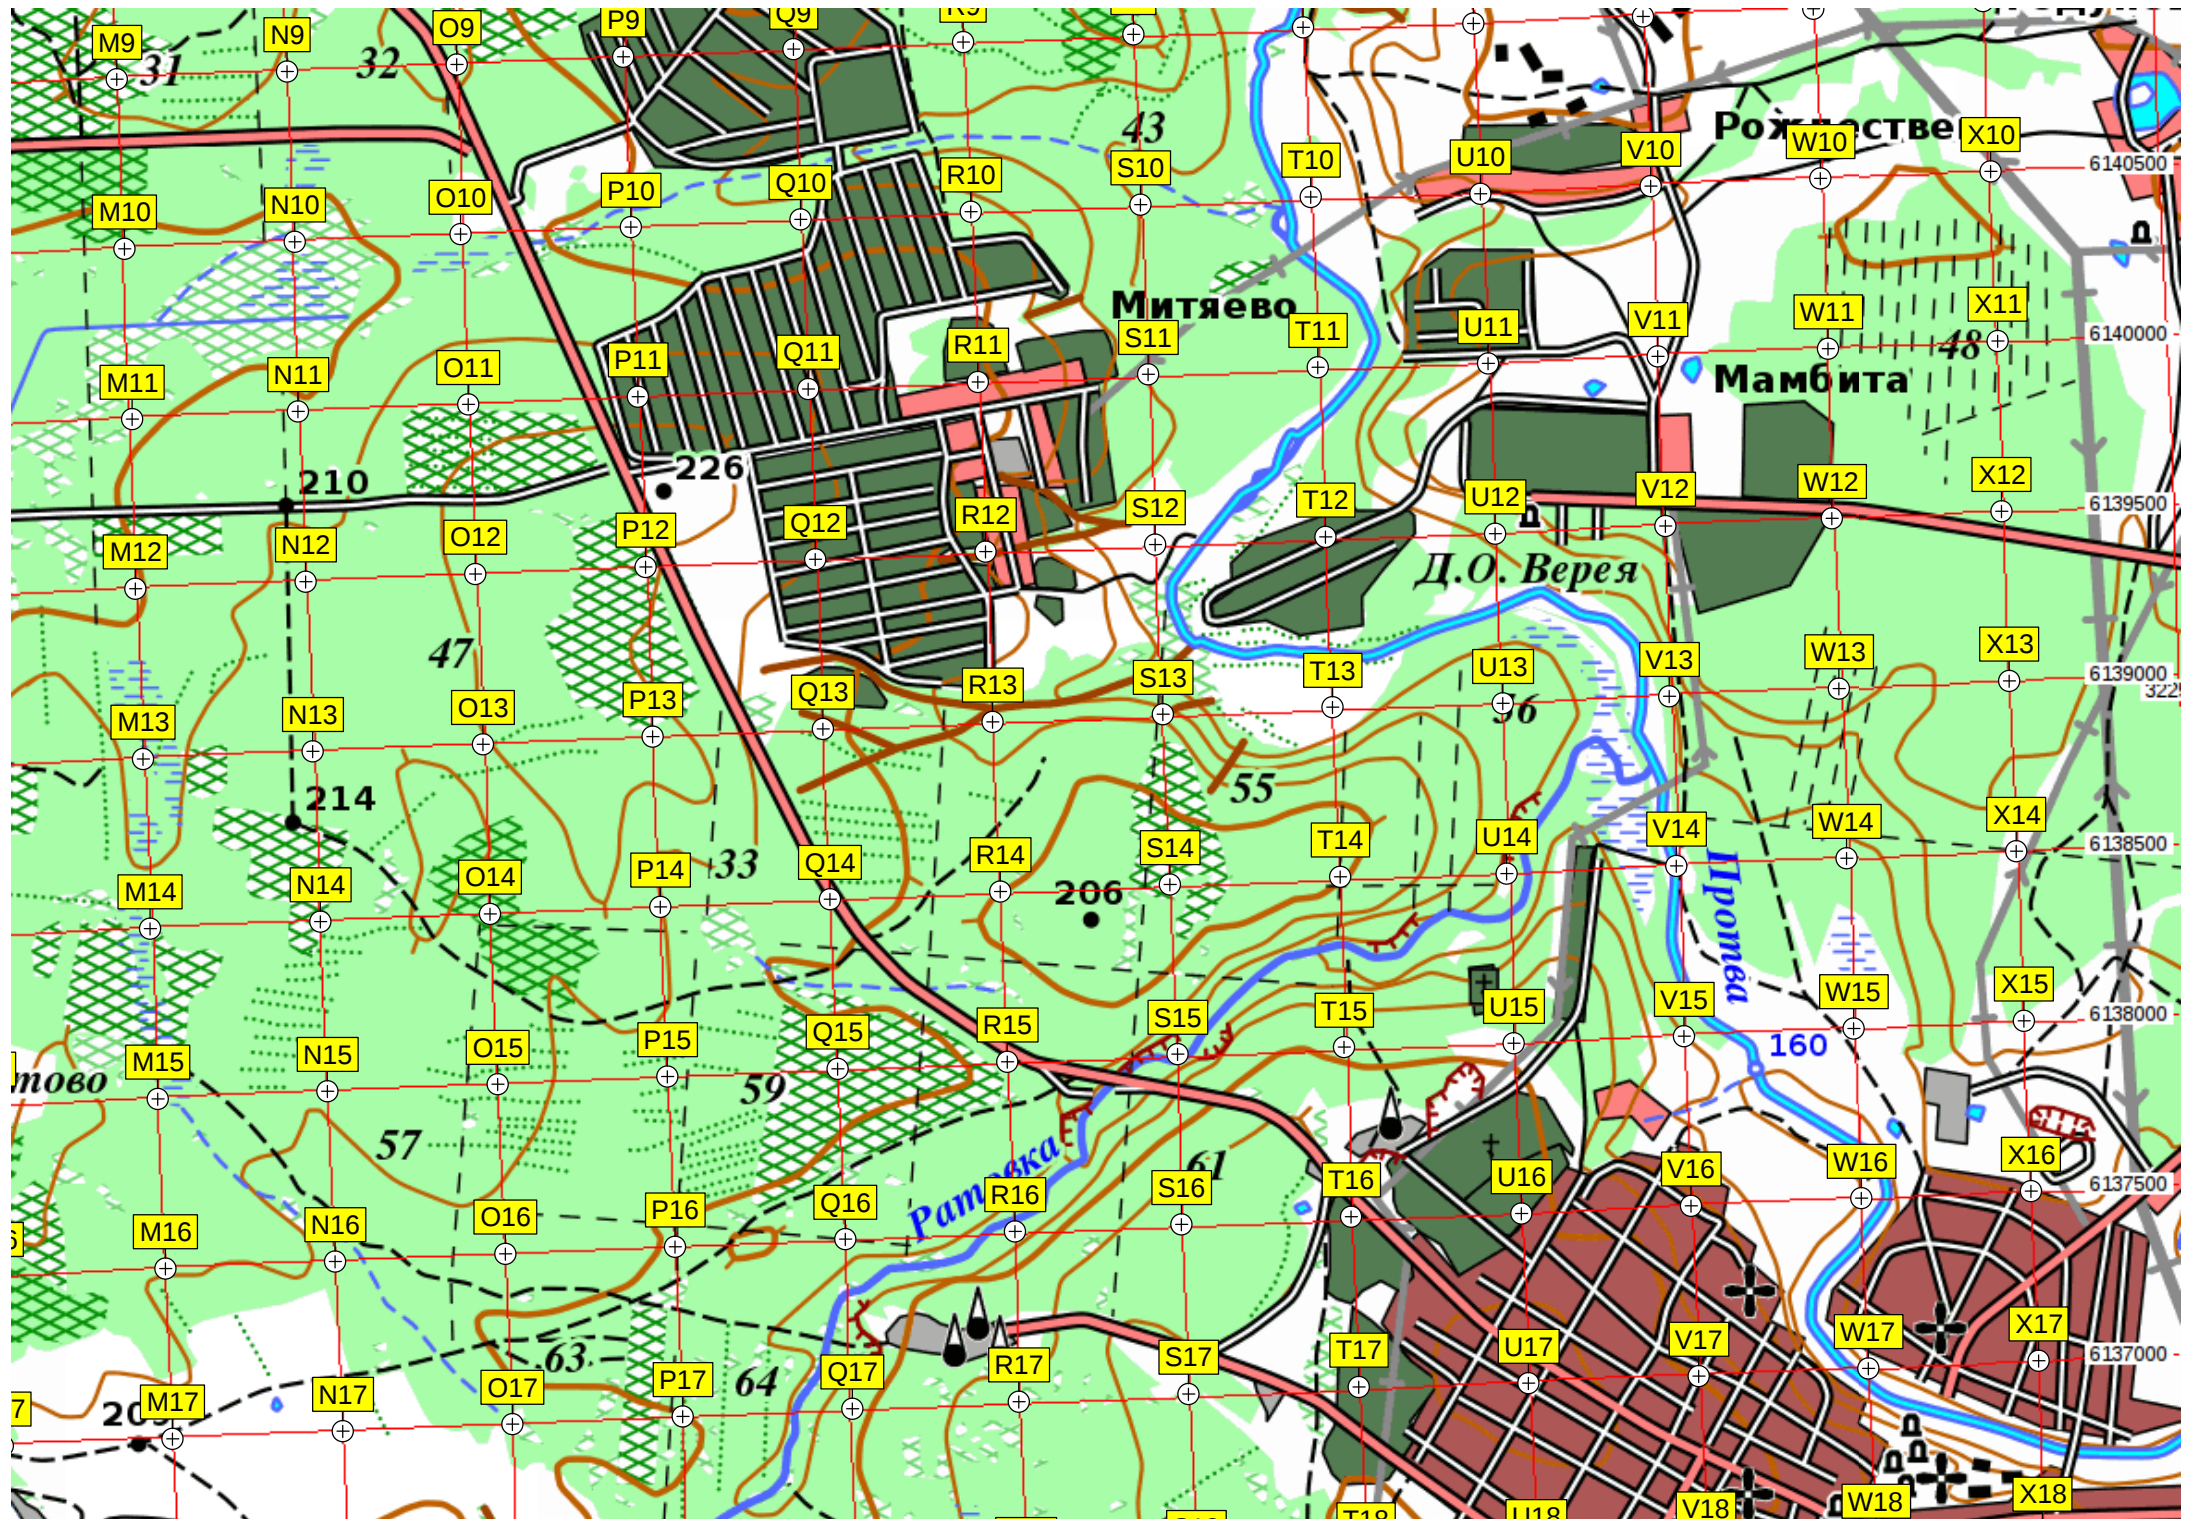 M9 N9 O9 P9 Q9 R9
31 32 43
Рождестве
M10 N10 O10 P10 Q10 R10 S10 T10 U10 V10 W10 X10
6140500
Митяево
M11 N11 O11 P11 Q11 R11 S11 T11 U11 V11 W11 X11
6140000
48
Мамбита
210 226
M12 N12 O12 P12 Q12 R12 S12 T12 U12 V12 W12 X12
6139500
Д.О. Верея
47
M13 N13 O13 P13 Q13 R13 S13 T13 U13 V13 W13 X13
6139000
322
56
55
214
M14 N14 O14 P14 Q14 R14 S14 T14 U14 V14 W14 X14
6138500
33
206
Протва
M15 N15 O15 P15 Q15 R15 S15 T15 U15 V15 W15 X15
6138000
160
тово
59
57
61
Ратовка
M16 N16 O16 P16 Q16 R16 S16 T16 U16 V16 W16 X16
6137500
M17 N17 O17 P17 Q17 R17 S17 T17 U17 V17 W17 X17
6137000
63
64
T18 U18 V18 W18 X18